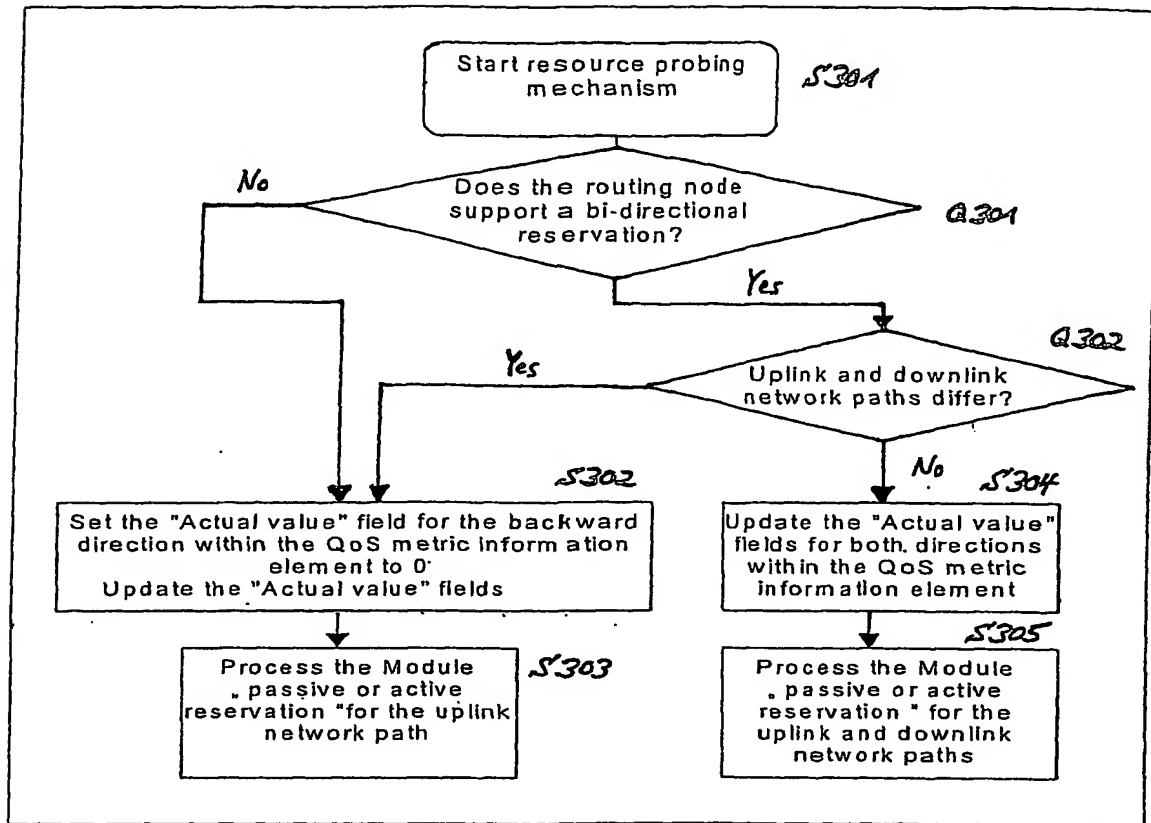 Start resource probing
mechanism
S301
No
Does the routing node
support a bi-directional
reservation?
Q301
Yes
Q302
Yes
Uplink and downlink
network paths differ?
No
S302
S304
Set the "Actual value" field for the backward
direction within the QoS metric information
element to 0
Update the "Actual value" fields
Update the "Actual value"
fields for both. directions
within the QoS metric
information element
S305
Process the Module
„ passive or active
reservation "for the uplink
network path
S303
Process the Module
„ passive or active
reservation " for the
uplink and downlink
network paths